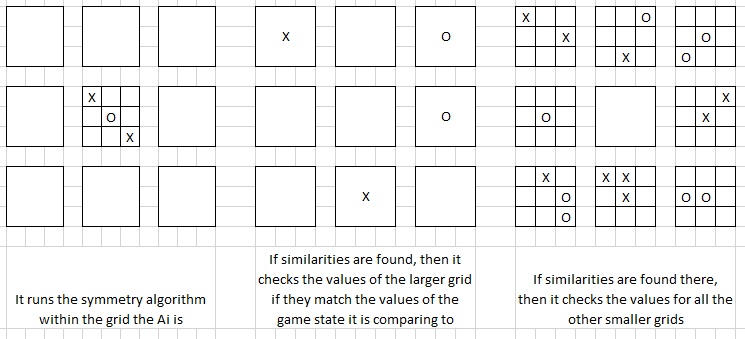 X O
X O
X O
X O
X O
X X
O O X
X
X X X
X O X O O
O
It runs the symmetry algorithm
within the grid the Ai is
If similarities are found, then it
checks the values of the larger grid
if they match the values of the
game state it is comparing to
If similarities are found there,
then it checks the values for all the
other smaller grids